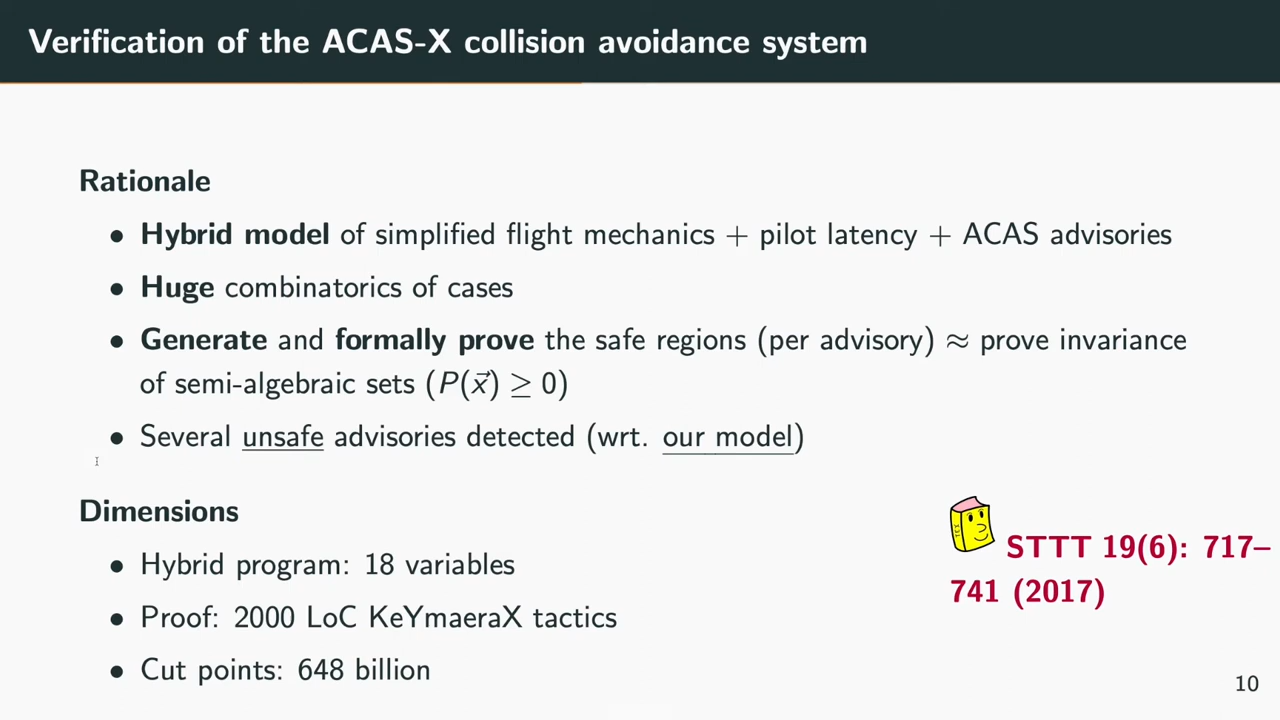 Verification of the ACAS-X collision avoidance system
Rationale
• Hybrid model of simplified flight mechanics + pilot latency + ACAS advisories
• Huge combinatorics of cases
• Generate and formally prove the safe regions (per advisory) ≈ prove invariance
of semi-algebraic sets (P(x⃗) ≥ 0)
• Several unsafe advisories detected (wrt. our model)
Dimensions
• Hybrid program: 18 variables
• Proof: 2000 LoC KeYmaeraX tactics
• Cut points: 648 billion
STTT 19(6): 717–
741 (2017)
10